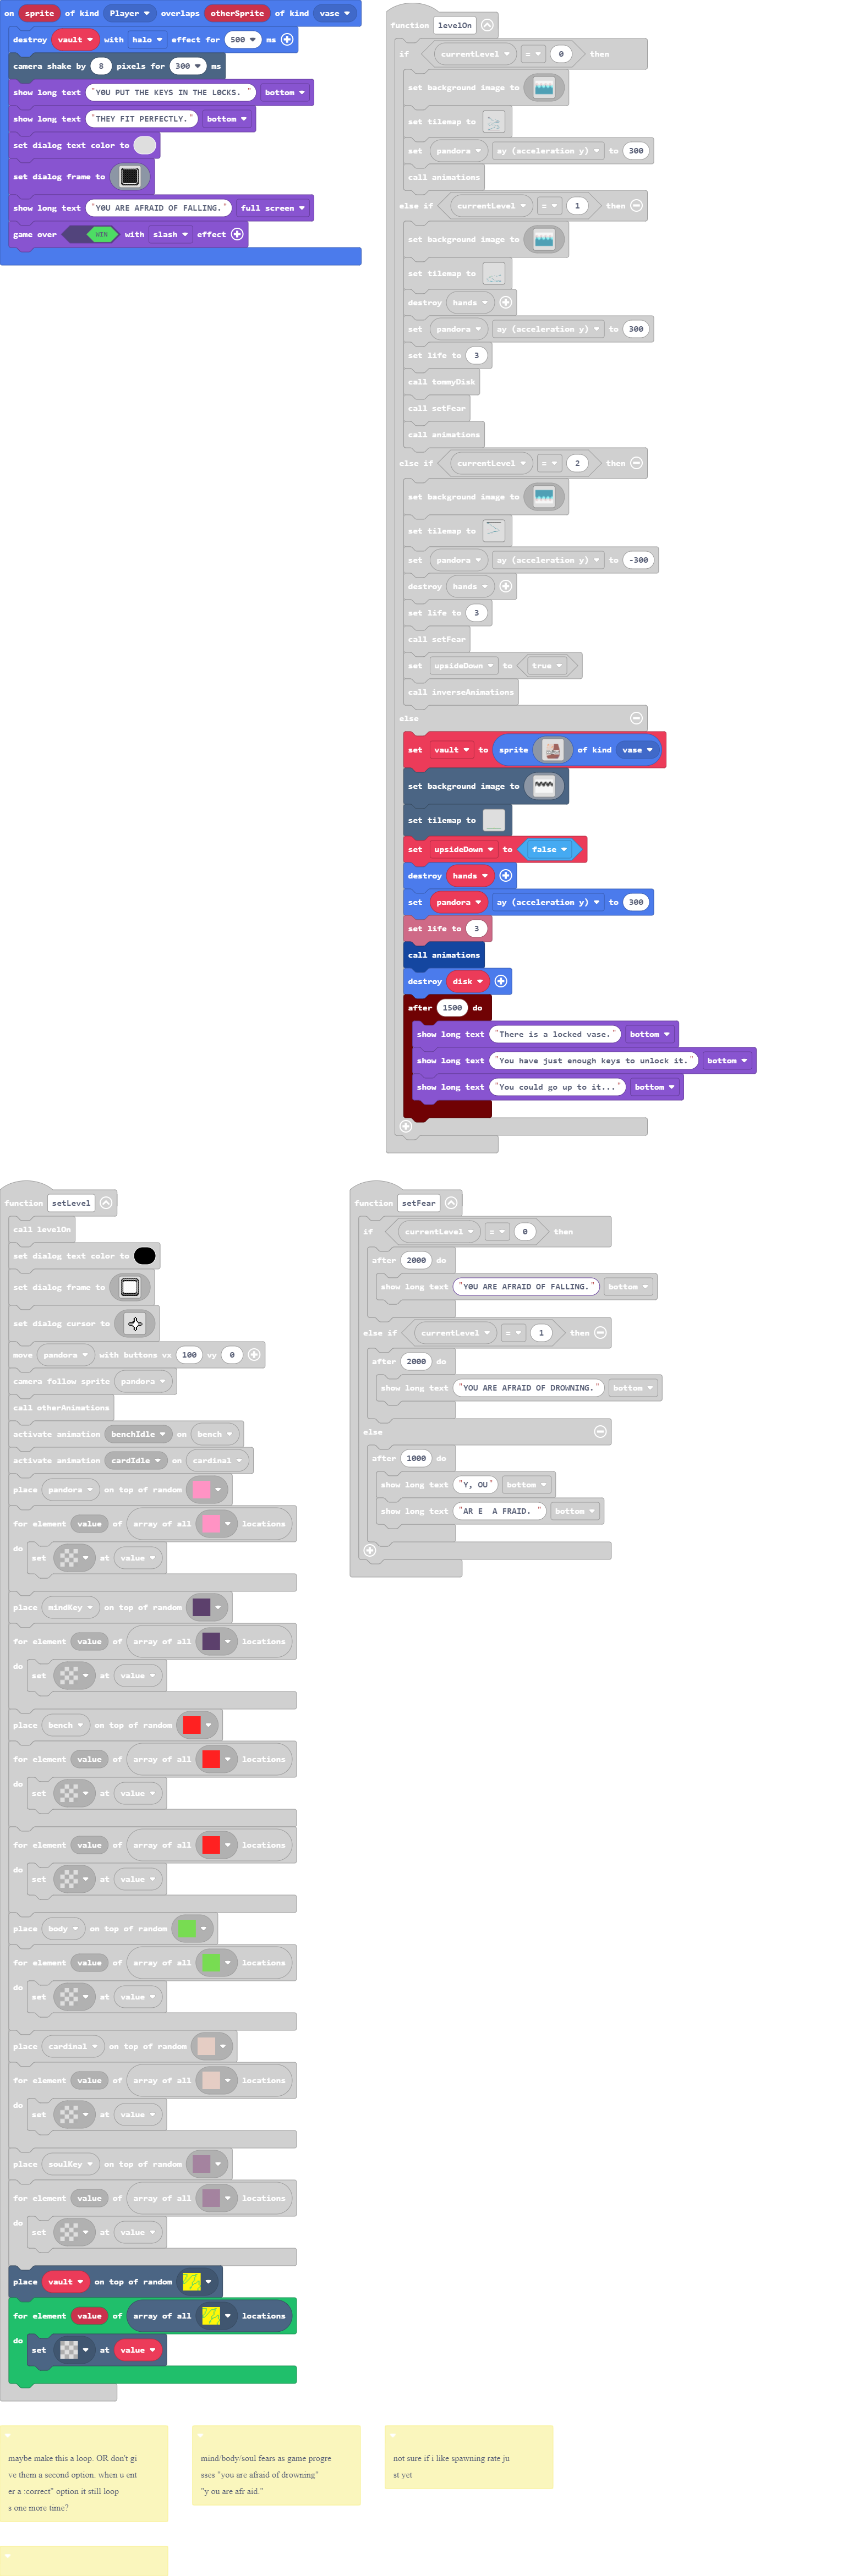 on sprite of kind Player overlaps otherSprite of kind vase
destroy vault with halo effect for 500 ms
camera shake by 8 pixels for 300 ms
show long text "Y0U PUT THE KEYS IN THE L0CKS. " bottom
show long text "THEY FIT PERFECTLY." bottom
set dialog text color to
set dialog frame to
show long text "Y0U ARE AFRAID OF FALLING." full screen
game over WIN with slash effect
function levelOn
if currentLevel = 0 then
set background image to
set tilemap to
set pandora ay (acceleration y) to 300
call animations
else if currentLevel = 1 then
set background image to
set tilemap to
destroy hands
set pandora ay (acceleration y) to 300
set life to 3
call tommyDisk
call setFear
call animations
else if currentLevel = 2 then
set background image to
set tilemap to
set pandora ay (acceleration y) to -300
destroy hands
set life to 3
call setFear
set upsideDown to true
call inverseAnimations
else
set vault to sprite of kind vase
set background image to
set tilemap to
set upsideDown to false
destroy hands
set pandora ay (acceleration y) to 300
set life to 3
call animations
destroy disk
after 1500 do
show long text "There is a locked vase." bottom
show long text "You have just enough keys to unlock it." bottom
show long text "You could go up to it..." bottom
function setLevel
call levelOn
set dialog text color to
set dialog frame to
set dialog cursor to
move pandora with buttons vx 100 vy 0
camera follow sprite pandora
call otherAnimations
activate animation benchIdle on bench
activate animation cardIdle on cardinal
place pandora on top of random
for element value of array of all locations
do set at value
place mindKey on top of random
for element value of array of all locations
do set at value
place bench on top of random
for element value of array of all locations
do set at value
for element value of array of all locations
do set at value
place body on top of random
for element value of array of all locations
do set at value
place cardinal on top of random
for element value of array of all locations
do set at value
place soulKey on top of random
for element value of array of all locations
do set at value
place vault on top of random
for element value of array of all locations
do set at value
function setFear
if currentLevel = 0 then
after 2000 do
show long text "Y0U ARE AFRAID OF FALLING." bottom
else if currentLevel = 1 then
after 2000 do
show long text "YOU ARE AFRAID OF DROWNING." bottom
else
after 1000 do
show long text "Y, OU" bottom
show long text "AR E  A FRAID. " bottom
maybe make this a loop. OR don't gi
ve them a second option. when u ent
er a :correct" option it still loop
s one more time?
mind/body/soul fears as game progre
sses "you are afraid of drowning"
"y ou are afr aid."
not sure if i like spawning rate ju
st yet